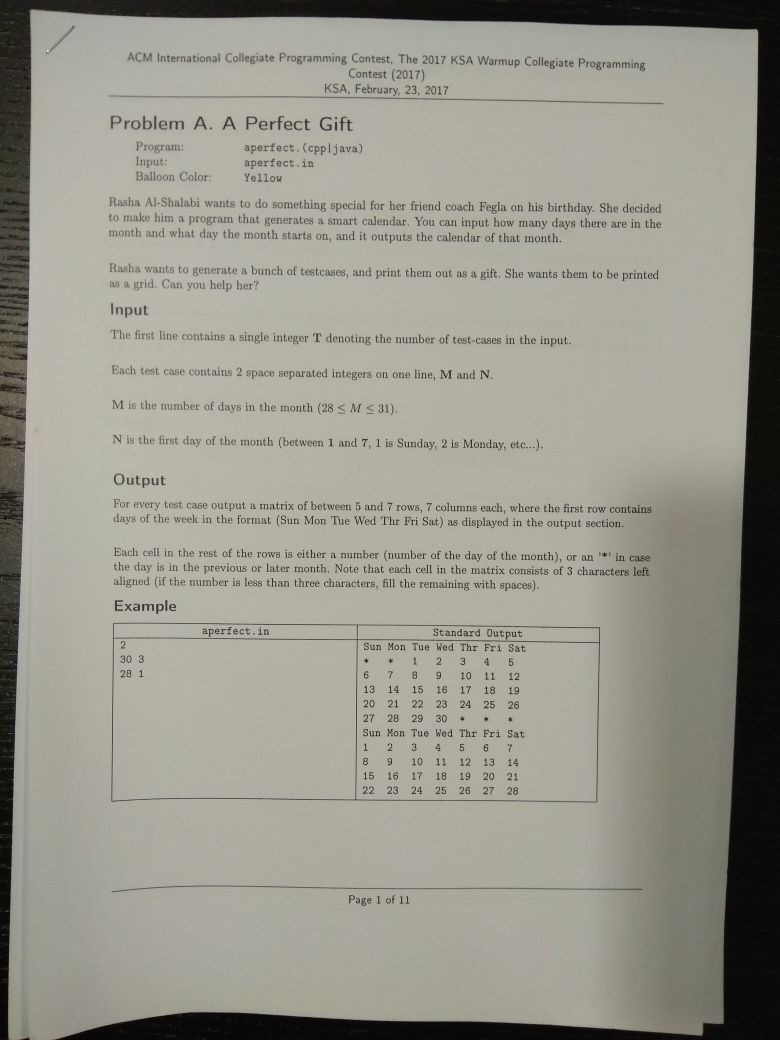 ACM International Collegiate Programming Contest, The 2017 KSA Warmup Collegiate Programming
Contest (2017)
KSA, February, 23, 2017
Problem A. A Perfect Gift
Program: aperfect.(cpp|java)
Input: aperfect.in
Balloon Color: Yellow
Rasha Al-Shalabi wants to do something special for her friend coach Fegla on his birthday. She decided
to make him a program that generates a smart calendar. You can input how many days there are in the
month and what day the month starts on, and it outputs the calendar of that month.
Rasha wants to generate a bunch of testcases, and print them out as a gift. She wants them to be printed
as a grid. Can you help her?
Input
The first line contains a single integer T denoting the number of test-cases in the input.
Each test case contains 2 space separated integers on one line, M and N.
M is the number of days in the month (28 ≤ M ≤ 31).
N is the first day of the month (between 1 and 7, 1 is Sunday, 2 is Monday, etc...).
Output
For every test case output a matrix of between 5 and 7 rows, 7 columns each, where the first row contains
days of the week in the format (Sun Mon Tue Wed Thr Fri Sat) as displayed in the output section.
Each cell in the rest of the rows is either a number (number of the day of the month), or an '*' in case
the day is in the previous or later month. Note that each cell in the matrix consists of 3 characters left
aligned (if the number is less than three characters, fill the remaining with spaces).
Example
aperfect.in Standard Output
2
30 3
28 1
Sun Mon Tue Wed Thr Fri Sat
* * 1 2 3 4 5
6 7 8 9 10 11 12
13 14 15 16 17 18 19
20 21 22 23 24 25 26
27 28 29 30 * * *
Sun Mon Tue Wed Thr Fri Sat
1 2 3 4 5 6 7
8 9 10 11 12 13 14
15 16 17 18 19 20 21
22 23 24 25 26 27 28
Page 1 of 11